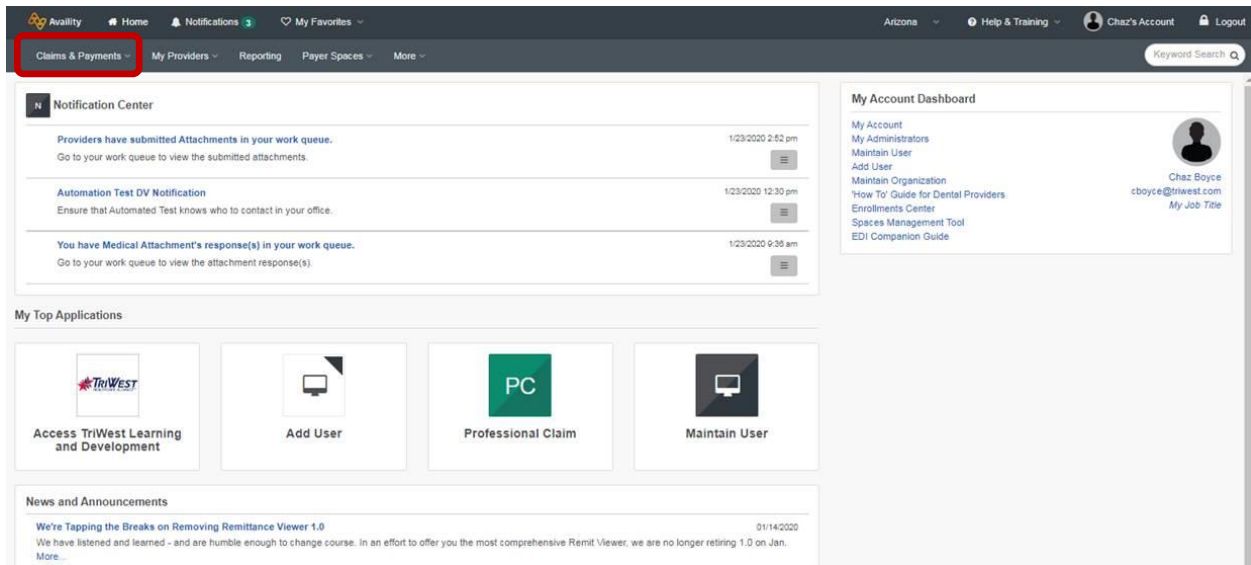 Availity Home Notifications 3 My Favorites Arizona Help & Training Chaz's Account Logout
Claims & Payments My Providers Reporting Payer Spaces More Keyword Search
N Notification Center
Providers have submitted Attachments in your work queue. 1/23/2020 2:52 pm
Go to your work queue to view the submitted attachments.
Automation Test DV Notification 1/23/2020 12:30 pm
Ensure that Automated Test knows who to contact in your office.
You have Medical Attachment's response(s) in your work queue. 1/23/2020 9:36 am
Go to your work queue to view the attachment response(s).
My Account Dashboard
My Account
My Administrators
Maintain User
Add User
Maintain Organization
'How To' Guide for Dental Providers
Enrollments Center
Spaces Management Tool
EDI Companion Guide
Chaz Boyce
cboyce@triwest.com
My Job Title
My Top Applications
TRIWEST
Access TriWest Learning
and Development
Add User
PC
Professional Claim
Maintain User
News and Announcements
We're Tapping the Breaks on Removing Remittance Viewer 1.0 01/14/2020
We have listened and learned - and are humble enough to change course. In an effort to offer you the most comprehensive Remit Viewer, we are no longer retiring 1.0 on Jan.
More...